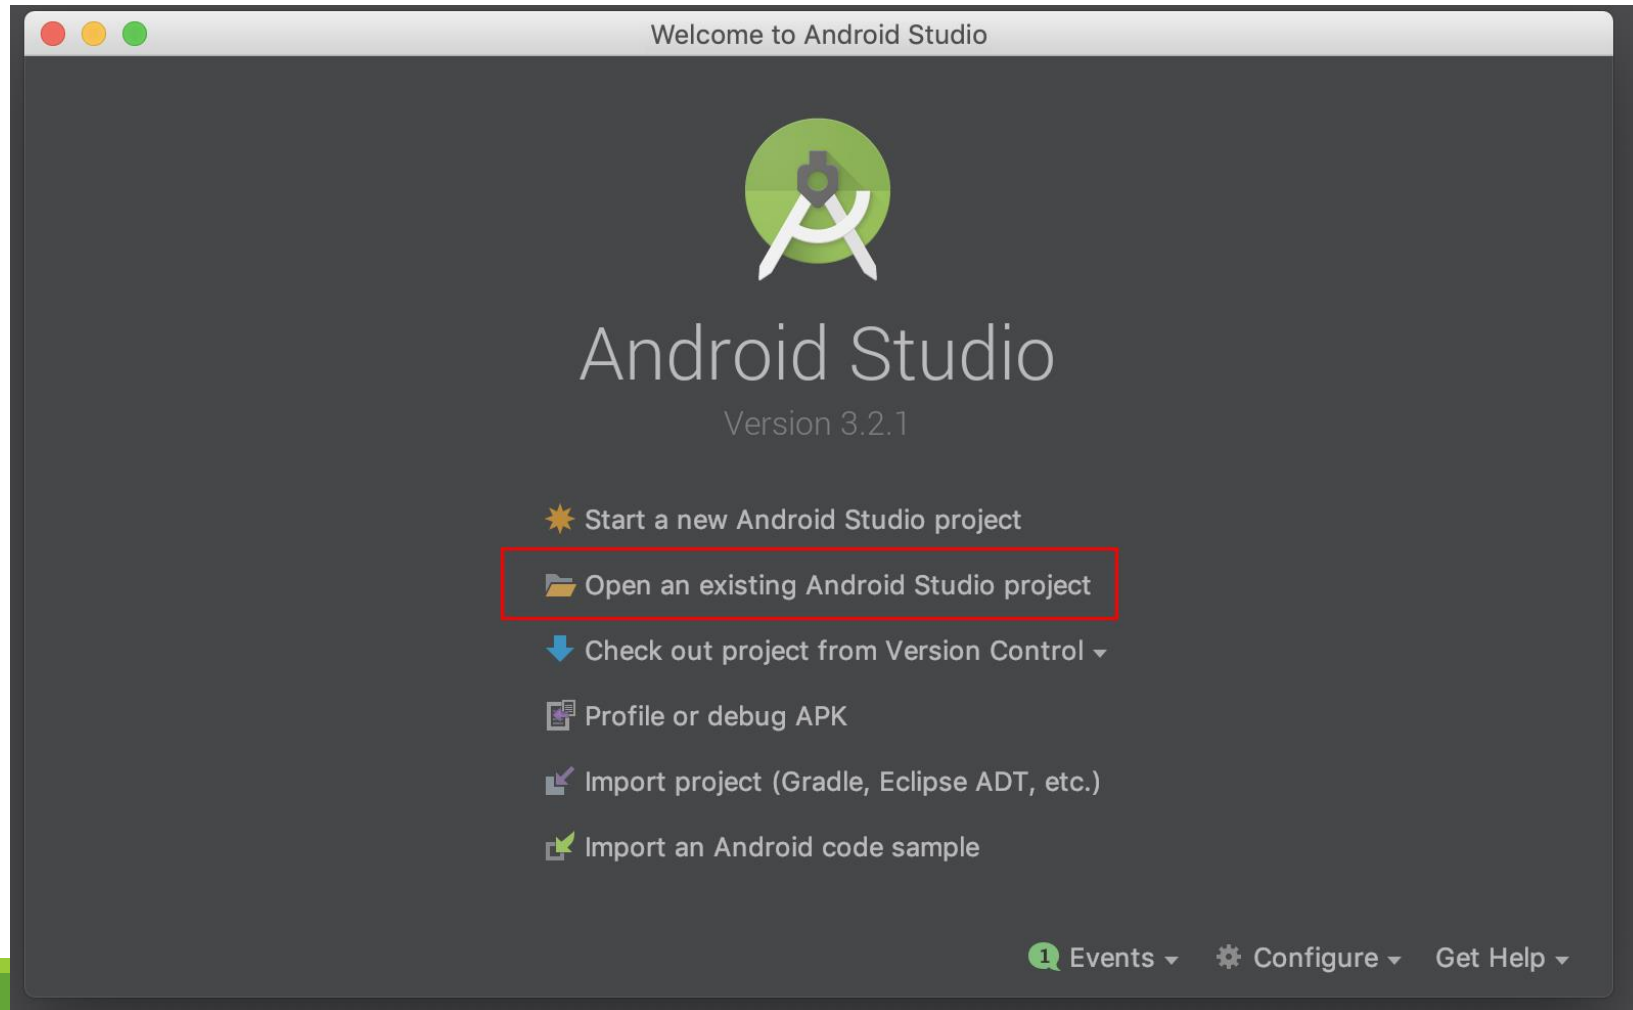 Welcome to Android Studio
Android Studio
Version 3.2.1
Start a new Android Studio project
Open an existing Android Studio project
Check out project from Version Control
Profile or debug APK
Import project (Gradle, Eclipse ADT, etc.)
Import an Android code sample
1 Events Configure Get Help